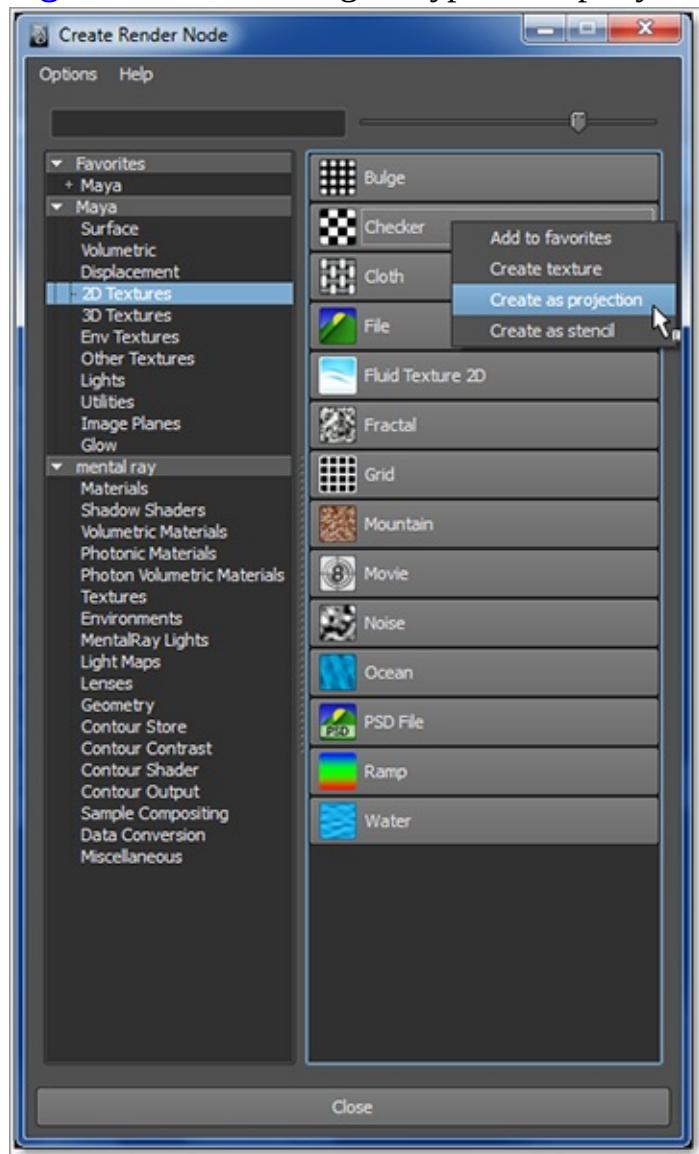 Create Render Node
Options Help
Favorites
+ Maya
Maya
Surface
Volumetric
Displacement
2D Textures
3D Textures
Env Textures
Other Textures
Lights
Utilities
Image Planes
Glow
mental ray
Materials
Shadow Shaders
Volumetric Materials
Photonic Materials
Photon Volumetric Materials
Textures
Environments
MentalRay Lights
Light Maps
Lenses
Geometry
Contour Store
Contour Contrast
Contour Shader
Contour Output
Sample Compositing
Data Conversion
Miscellaneous
Bulge
Checker
Cloth
File
Fluid Texture 2D
Fractal
Grid
Mountain
8
Movie
Noise
Ocean
PSD
PSD File
Ramp
Water
Add to favorites
Create texture
Create as projection
Create as stencil
Close